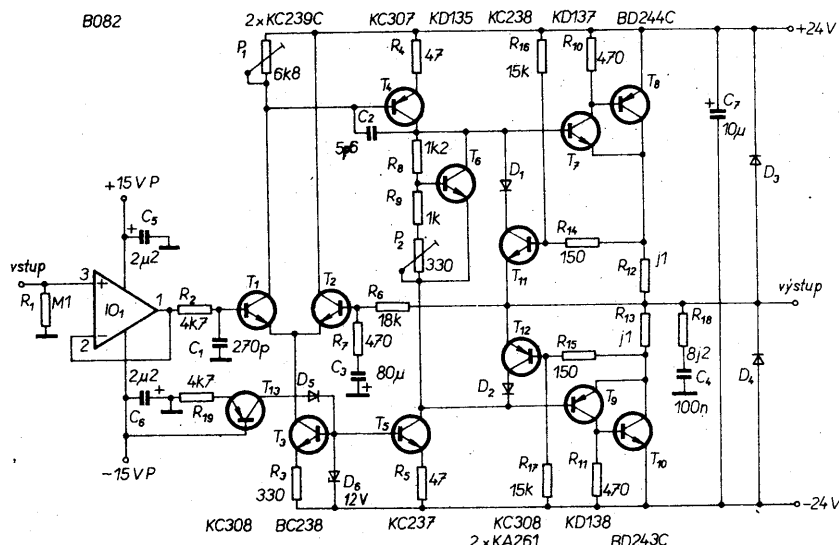 B082
2×KC239C
KC307
KD135
KC238
KD137
BD244C
+24V
P1
6k8
R4
47
R16
15k
R10
470
T4
T8
C2
5p6
C7
10μ
R8
1k2
T6
T7
D1
D3
+15VP
C5
2μ2
R9
1k
P2
330
R14
150
T11
R12
j1
vstup
3
R1
M1
IO1
1
2
R2
4k7
T1
T2
R6
18k
výstup
C1
270p
R7
470
C3
80μ
T12
R15
150
R13
j1
R18
8j2
C4
100n
D4
2μ2
C6
4k7
R19
T13
D5
D2
T9
T3
T5
T10
-15VP
R3
330
D6
12V
R5
47
R17
15k
R11
470
-24V
KC308
BC238
KC237
KC308
KD138
2×KA261
BD243C